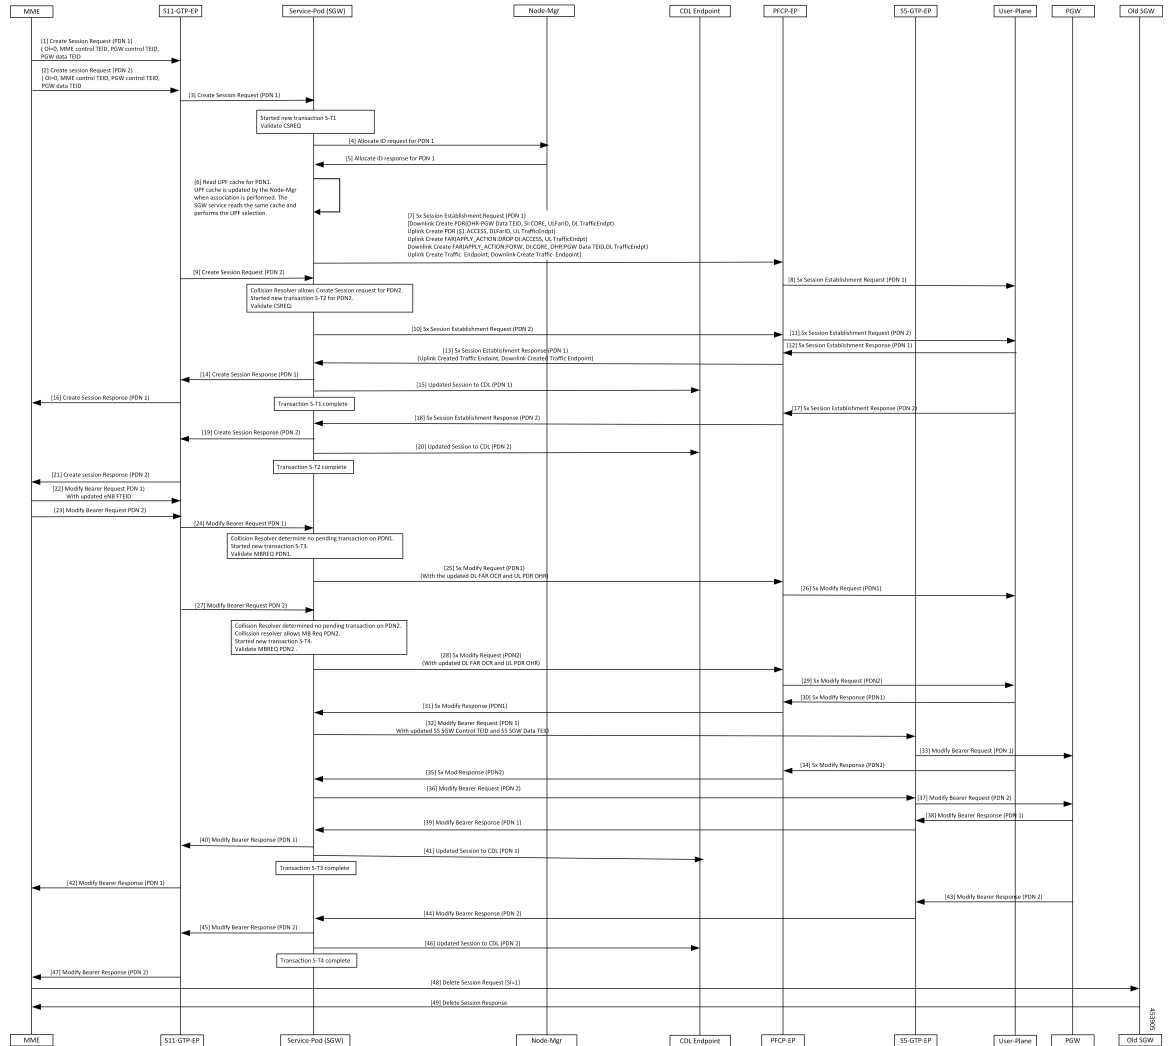 MME
S11-GTP-EP
Service-Pod (SGW)
Node-Mgr
CDL Endpoint
PFCP-EP
S5-GTP-EP
User-Plane
PGW
Old SGW
[1] Create Session Request (PDN 1)
( OI=0, MME control TEID, PGW control TEID,
PGW data TEID
[2] Create session Request (PDN 2)
( OI=0, MME control TEID, PGW control TEID,
PGW data TEID
[3] Create Session Request (PDN 1)
Started new transaction S-T1
Validate CSREQ
[4] Allocate ID request for PDN 1
[5] Allocate ID response for PDN 1
[6] Read UPF cache for PDN1.
UPF cache is updated by the Node-Mgr
when association is performed. The
SGW service reads the same cache and
performs the UPF selection.
[7] Sx Session Establishment Request (PDN 1)
[Downlink Create PDR(OHR-PGW Data TEID, SI:CORE, ULFarID, DL TrafficEndpt)
Uplink Create PDR (S1:ACCESS, DLFarID, UL TrafficEndpt)
Uplink Create FAR(APPLY_ACTION:DROP DI:ACCESS, UL TrafficEndpt)
Downlink Create FAR(APPLY_ACTION:FORW, DI:CORE, OHR:PGW Data TEID,DL TrafficEndpt)
Uplink Create Traffic  Endpoint, Downlink Create Traffic  Endpoint]
[9] Create Session Request (PDN 2)
[8] Sx Session Establishment Request (PDN 1)
Collision Resolver allows Create Session request for PDN2.
Started new transaction S-T2 for PDN2.
Validate CSREQ.
[10] Sx Session Establishment Request (PDN 2)
[11] Sx Session Establishment Request (PDN 2)
[12] Sx Session Establishment Response (PDN 1)
[13] Sx Session Establishment Response (PDN 1)
(Uplink Created Traffic Endoint, Downlink Created Traffic Endpoint)
[14] Create Session Response (PDN 1)
[15] Updated Session to CDL (PDN 1)
[16] Create Session Response (PDN 1)
Transaction S-T1 complete
[17] Sx Session Establishment Response (PDN 2)
[18] Sx Session Establishment Response (PDN 2)
[19] Create Session Response (PDN 2)
[20] Updated Session to CDL (PDN 2)
Transaction S-T2 complete
[21] Create session Response (PDN 2)
[22] Modify Bearer Request PDN 1)
With updated eNB FTEID
[23] Modify Bearer Request PDN 2)
[24] Modify Bearer Request PDN 1)
Collision Resolver determine no pending transaction on PDN1.
Started new transaction S-T3.
Validate MBREQ PDN1.
[25] Sx Modify Request (PDN1)
(With the updated DL FAR OCR and UL PDR OHR)
[26] Sx Modify Request (PDN1)
[27] Modify Bearer Request PDN 2)
Collision Resolver determined no pending transaction on PDN2.
Collission resolver allows MB Req PDN2.
Started new transaction S-T4.
Validate MBREQ PDN2 .
[28] Sx Modify Request (PDN2)
(With updated DL FAR OCR and UL PDR OHR)
[29] Sx Modify Request (PDN2)
[30] Sx Modify Response (PDN1)
[31] Sx Modify Response (PDN1)
[32] Modify Bearer Request (PDN 1)
With updated S5 SGW Control TEID and S5 SGW Data TEID
[33] Modify Bearer Request (PDN 1)
[34] Sx Modify Response (PDN2)
[35] Sx Mod Response (PDN2)
[36] Modify Bearer Request (PDN 2)
[37] Modify Bearer Request (PDN 2)
[38] Modify Bearer Response (PDN 1)
[39] Modify Bearer Response (PDN 1)
[40] Modify Bearer Response (PDN 1)
[41] Updated Session to CDL (PDN 1)
Transaction S-T3 complete
[42] Modify Bearer Response (PDN 1)
[43] Modify Bearer Response (PDN 2)
[44] Modify Bearer Response (PDN 2)
[45] Modify Bearer Response (PDN 2)
[46] Updated Session to CDL (PDN 2)
Transaction S-T4 complete
[47] Modify Bearer Response (PDN 2)
[48] Delete Session Request (SI=1)
[49] Delete Session Response
453905
MME
S11-GTP-EP
Service-Pod (SGW)
Node-Mgr
CDL Endpoint
PFCP-EP
S5-GTP-EP
User-Plane
PGW
Old SGW